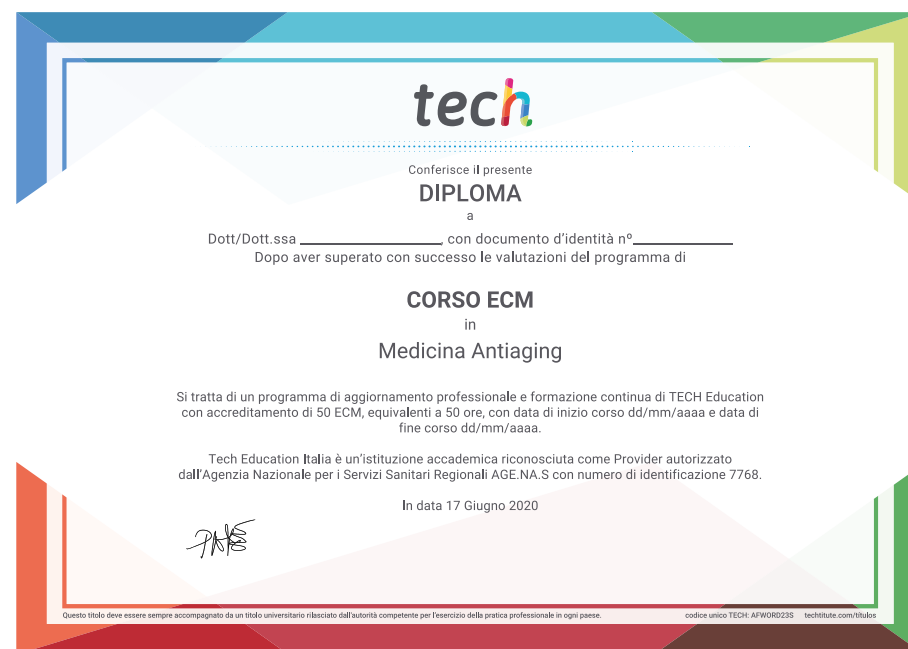 tech
Conferisce il presente
DIPLOMA
a
Dott/Dott.ssa ____________________, con documento d'identità nº______________
Dopo aver superato con successo le valutazioni del programma di
CORSO ECM
in
Medicina Antiaging
Si tratta di un programma di aggiornamento professionale e formazione continua di TECH Education
con accreditamento di 50 ECM, equivalenti a 50 ore, con data di inizio corso dd/mm/aaaa e data di
fine corso dd/mm/aaaa.
Tech Education Italia è un'istituzione accademica riconosciuta come Provider autorizzato
dall'Agenzia Nazionale per i Servizi Sanitari Regionali AGE.NA.S con numero di identificazione 7768.
In data 17 Giugno 2020
Questo titolo deve essere sempre accompagnato da un titolo universitario rilasciato dall'autorità competente per l'esercizio della pratica professionale in ogni paese. codice unico TECH: AFWORD23S techtitute.com/titulos